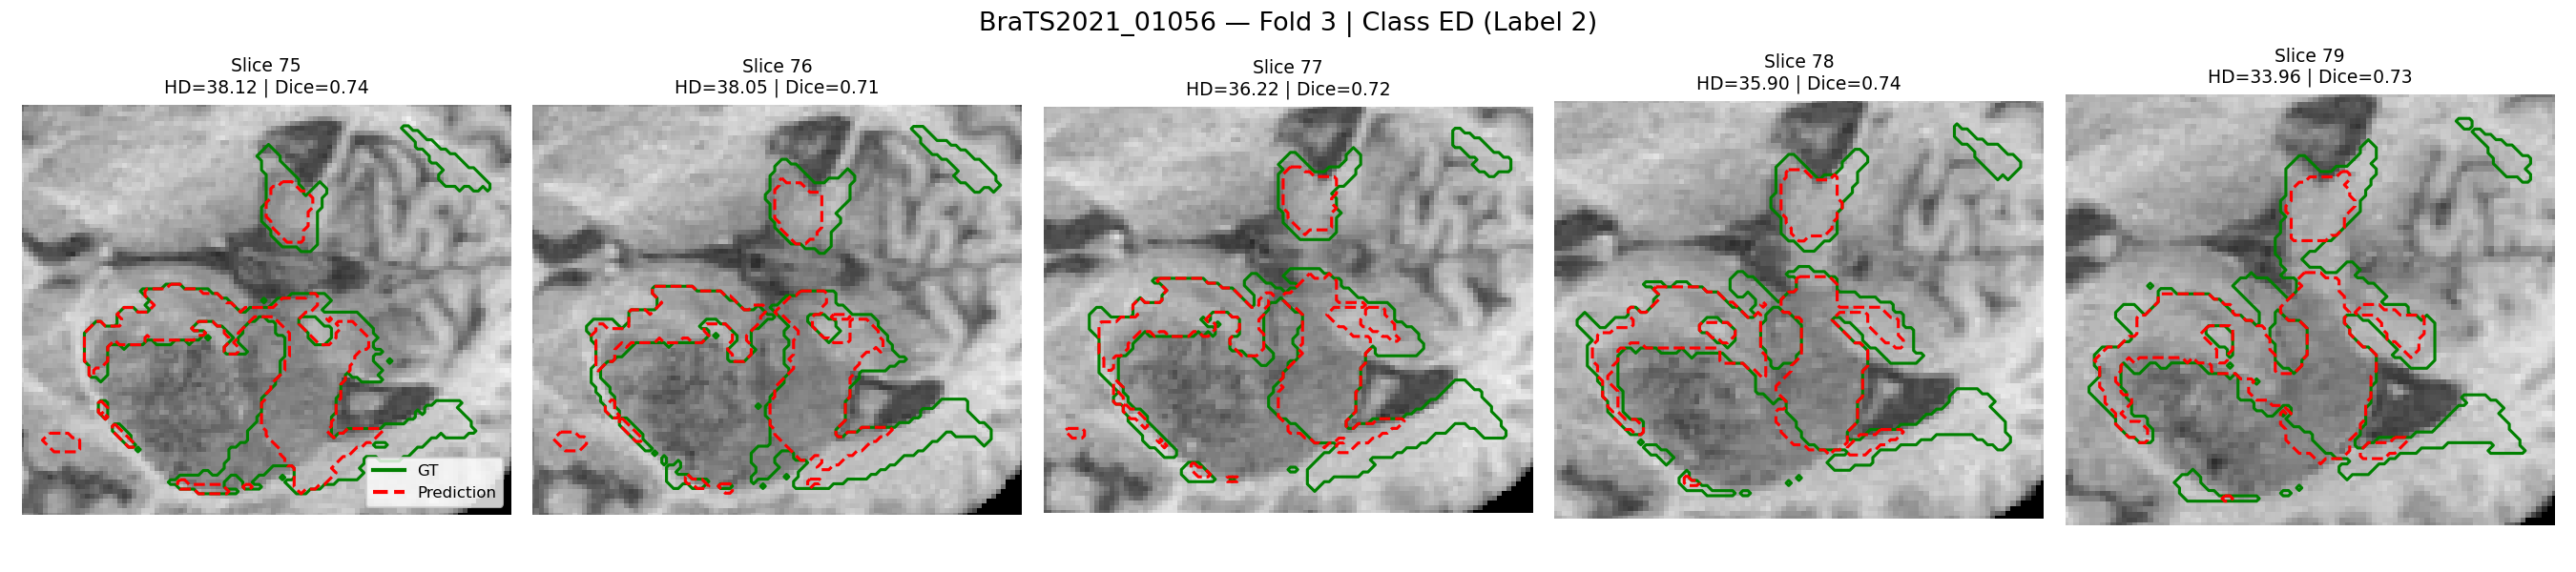 BraTS2021_01056 — Fold 3 | Class ED (Label 2)
Slice 75
HD=38.12 | Dice=0.74
Slice 76
HD=38.05 | Dice=0.71
Slice 77
HD=36.22 | Dice=0.72
Slice 78
HD=35.90 | Dice=0.74
Slice 79
HD=33.96 | Dice=0.73
GT
Prediction